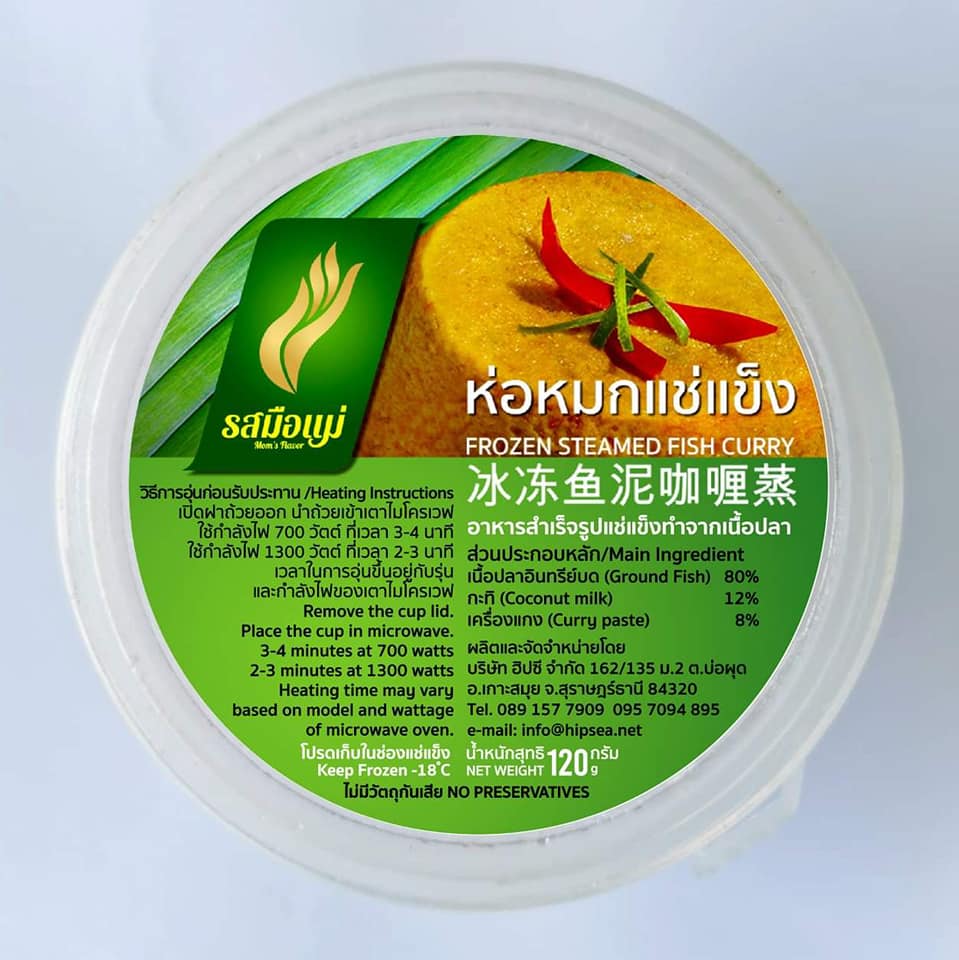 รสมือแม่
Mom's Flavor
ห่อหมกแช่แข็ง
FROZEN STEAMED FISH CURRY
冰冻鱼泥咖喱蒸
อาหารสำเร็จรูปแช่แข็งทำจากเนื้อปลา
วิธีการอุ่นก่อนรับประทาน /Heating Instructions
เปิดฝาถ้วยออก นำถ้วยเข้าเตาไมโครเวฟ
ใช้กำลังไฟ 700 วัตต์ ที่เวลา 3-4 นาที
ใช้กำลังไฟ 1300 วัตต์ ที่เวลา 2-3 นาที
เวลาในการอุ่นขึ้นอยู่กับรุ่น
และกำลังไฟของเตาไมโครเวฟ
Remove the cup lid.
Place the cup in microwave.
3-4 minutes at 700 watts
2-3 minutes at 1300 watts
Heating time may vary
based on model and wattage
of microwave oven.
โปรดเก็บในช่องแช่แข็ง
Keep Frozen -18°C
ส่วนประกอบหลัก/Main Ingredient
เนื้อปลาอินทรีย์บด (Ground Fish) 80%
กะทิ (Coconut milk) 12%
เครื่องแกง (Curry paste) 8%
ผลิตและจัดจำหน่ายโดย
บริษัท ฮิปซี จำกัด 162/135 ม.2 ต.บ่อผุด
อ.เกาะสมุย จ.สุราษฎร์ธานี 84320
Tel. 089 157 7909 095 7094 895
e-mail: info@hipsea.net
น้ำหนักสุทธิ 120 กรัม
NET WEIGHT g
ไม่มีวัตถุกันเสีย NO PRESERVATIVES